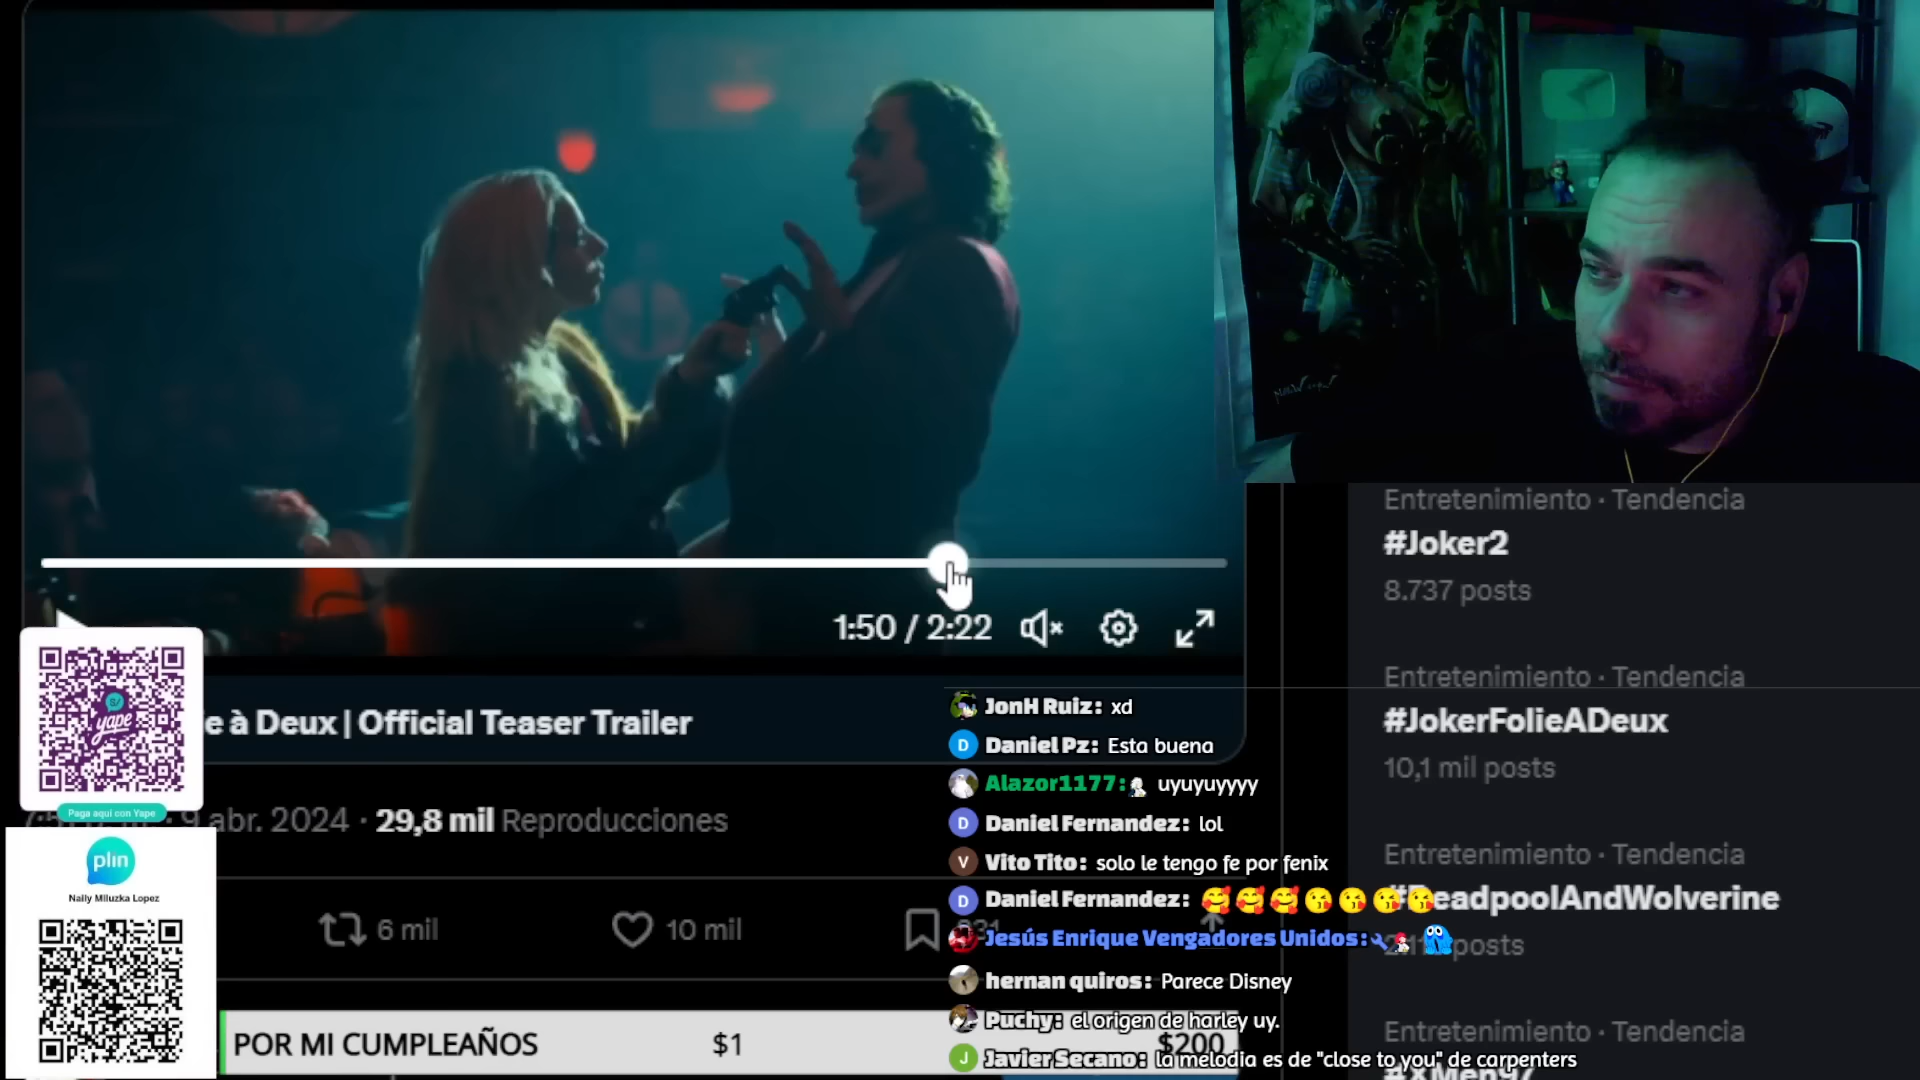 1:50 / 2:22
e à Deux | Official Teaser Trailer
9 abr. 2024 · 29,8 mil Reproducciones
6 mil
10 mil
yape
Paga aquí con Yape
plin
Nally Miluzka Lopez
POR MI CUMPLEAÑOS
$1
$200
JonH Ruiz: xd
Daniel Pz: Esta buena
Alazor1177: uyuyuyyyy
Daniel Fernandez: lol
Vito Tito: solo le tengo fe por fenix
Daniel Fernandez: 🥰🥰🥰😘😘😘😘
Jesús Enrique Vengadores Unidos:
hernan quiros: Parece Disney
Puchy: el origen de harley uy.
Javier Secano: la melodia es de "close to you" de carpenters
Entretenimiento · Tendencia
#Joker2
8.737 posts
Entretenimiento · Tendencia
#JokerFolieADeux
10,1 mil posts
Entretenimiento · Tendencia
#DeadpoolAndWolverine
posts
Entretenimiento · Tendencia
#XMen97